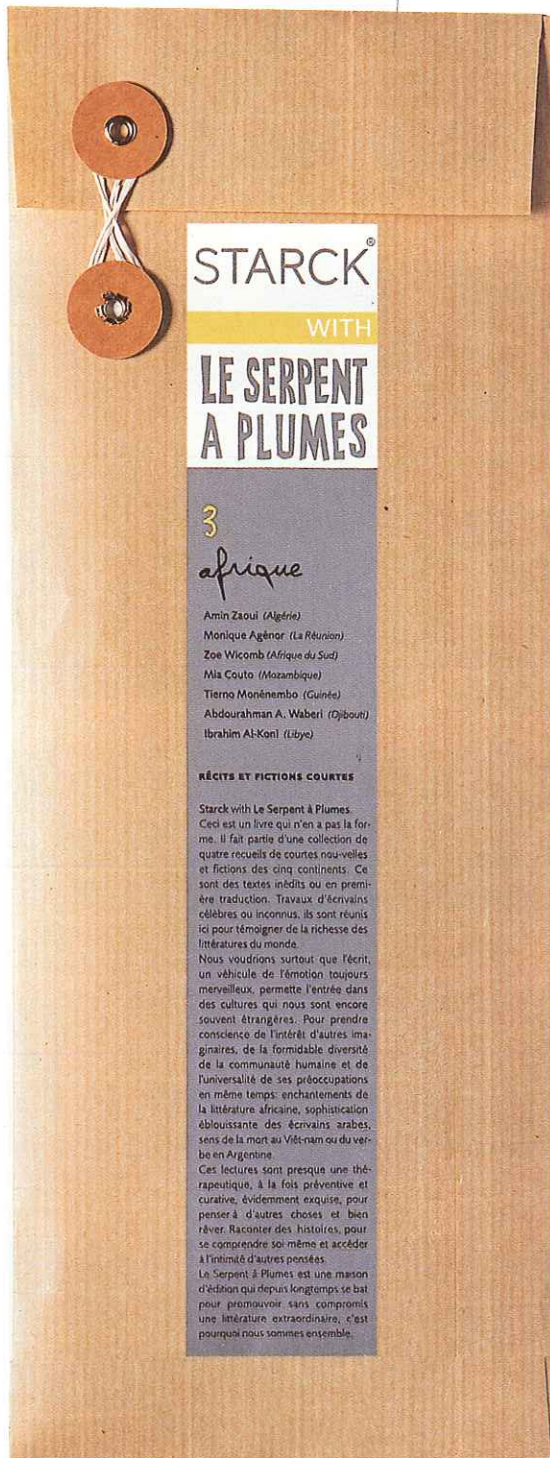 STARCK®
WITH
LE SERPENT
A PLUMES
3
afrique
Amin Zaoui (Algérie)
Monique Agénor (La Réunion)
Zoe Wicomb (Afrique du Sud)
Mia Couto (Mozambique)
Tierno Monénembo (Guinée)
Abdourahman A. Waberi (Djibouti)
Ibrahim Al-Koni (Libye)
RÉCITS ET FICTIONS COURTES
Starck with Le Serpent à Plumes.
Ceci est un livre qui n'en a pas la for-
me. Il fait partie d'une collection de
quatre recueils de courtes nou-velles
et fictions des cinq continents. Ce
sont des textes inédits ou en premi-
ère traduction. Travaux d'écrivains
célèbres ou inconnus, ils sont réunis
ici pour témoigner de la richesse des
littératures du monde.
Nous voudrions surtout que l'écrit,
un véhicule de l'émotion toujours
merveilleux, permette l'entrée dans
des cultures qui nous sont encore
souvent étrangères. Pour prendre
conscience de l'intérêt d'autres ima-
ginaires, de la formidable diversité
de la communauté humaine et de
l'universalité de ses préoccupations
en même temps: enchantements de
la littérature africaine, sophistication
éblouissante des écrivains arabes,
sens de la mort au Viêt-nam ou du ver-
be en Argentine.
Ces lectures sont presque une thé-
rapeutique, à la fois préventive et
curative, évidemment exquise, pour
penser à d'autres choses et bien
rêver. Raconter des histoires, pour
se comprendre soi-même et accéder
à l'intimité d'autres pensées.
Le Serpent à Plumes est une maison
d'édition qui depuis longtemps se bat
pour promouvoir sans compromis
une littérature extraordinaire, c'est
pourquoi nous sommes ensemble.